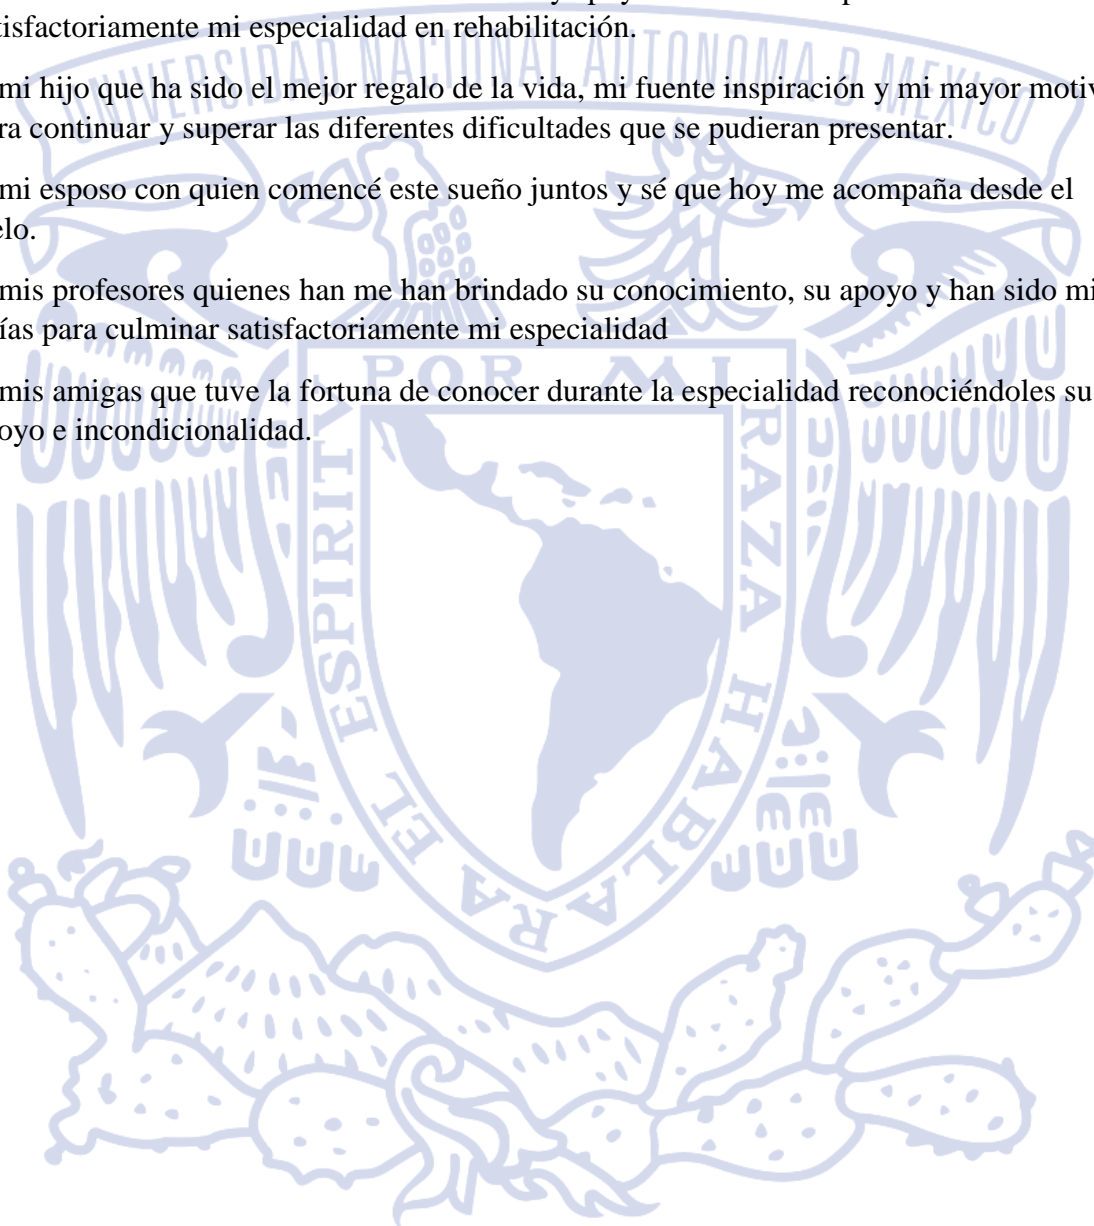 tisfactoriamente mi especialidad en rehabilitación.
UNIVERSIDAD NACIONAL AUTONOMA D MEXICO
mi hijo que ha sido el mejor regalo de la vida, mi fuente inspiración y mi mayor motiv
ra continuar y superar las diferentes dificultades que se pudieran presentar.
mi esposo con quien comencé este sueño juntos y sé que hoy me acompaña desde el
elo.
mis profesores quienes han me han brindado su conocimiento, su apoyo y han sido mi
ías para culminar satisfactoriamente mi especialidad
mis amigas que tuve la fortuna de conocer durante la especialidad reconociéndoles su
oyo e incondicionalidad.
POR MI RAZA HABLARA EL ESPIRITV